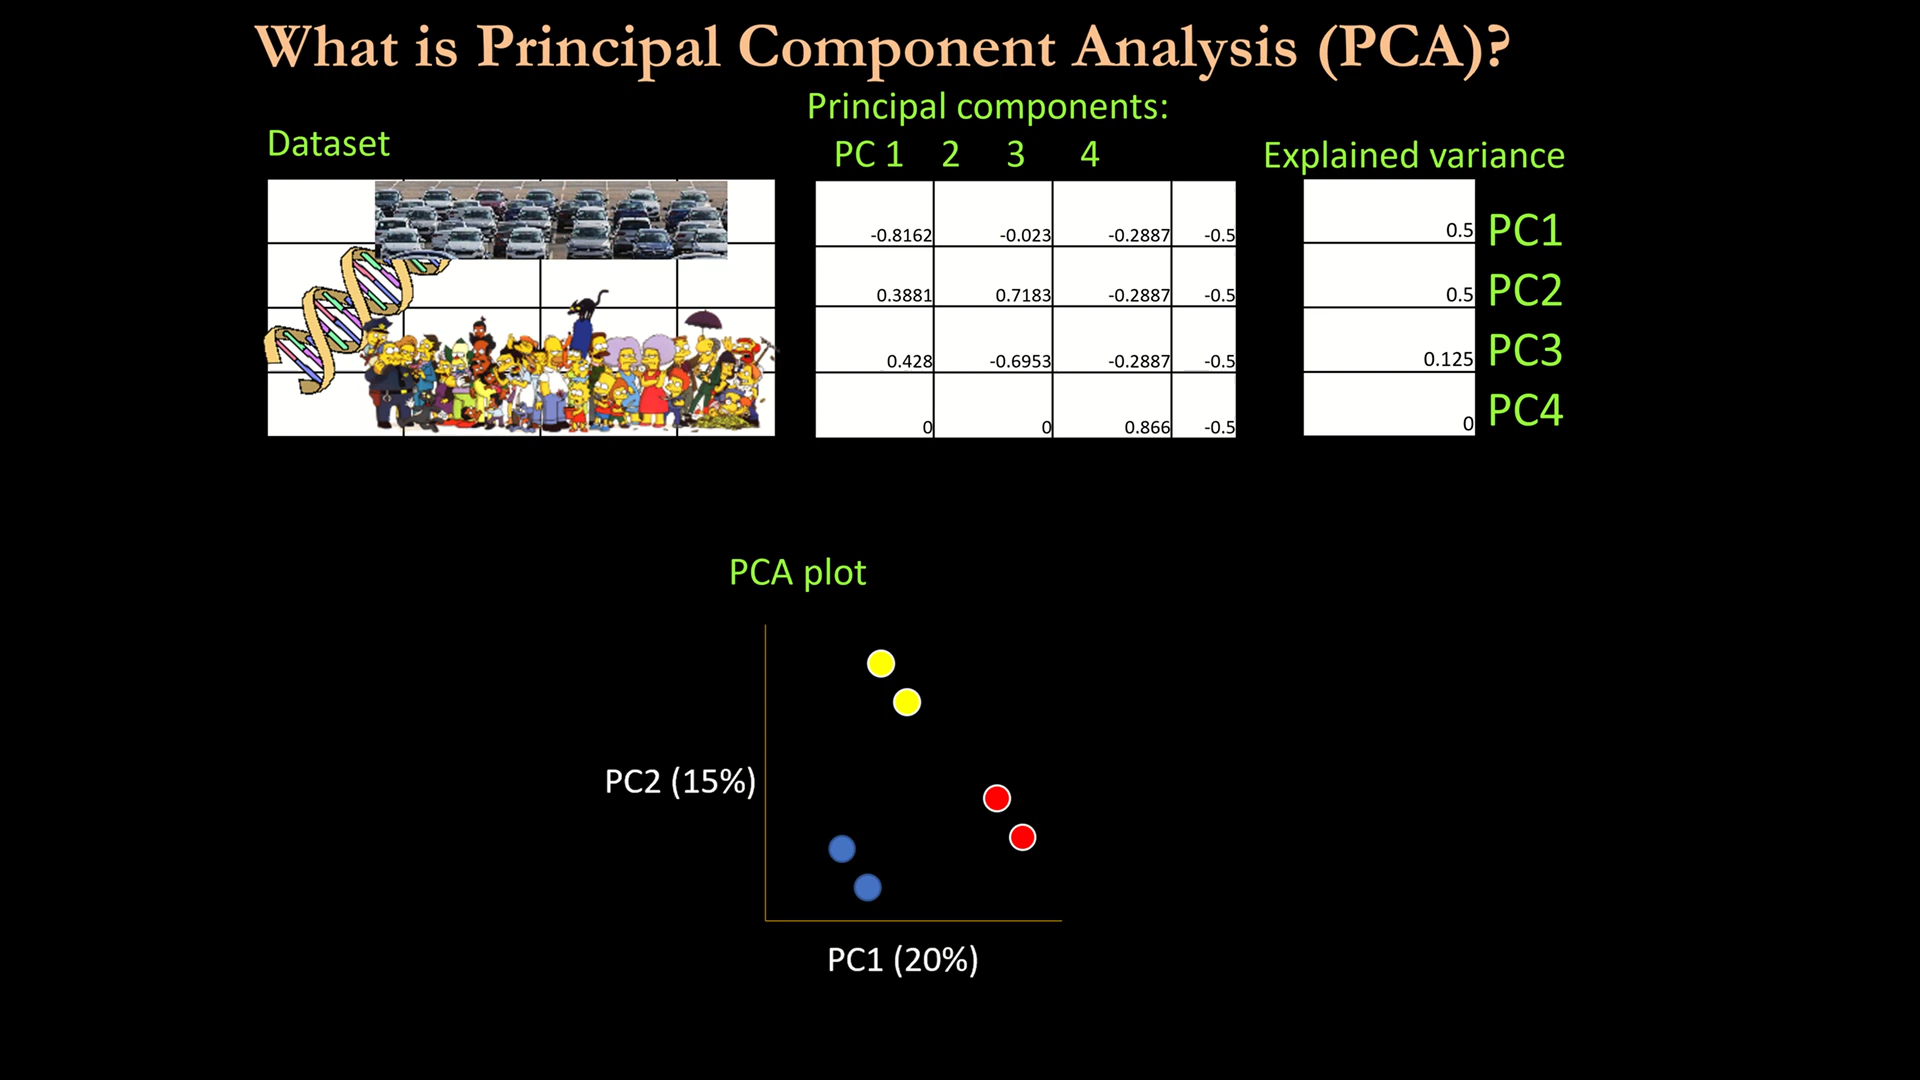 What is Principal Component Analysis (PCA)?
Principal components:
Dataset
PC 1 2 3 4
Explained variance
-0.8162 -0.023 -0.2887 -0.5
0.3881 0.7183 -0.2887 -0.5
0.428 -0.6953 -0.2887 -0.5
0 0 0.866 -0.5
0.5 PC1
0.5 PC2
0.125 PC3
0 PC4
PCA plot
PC2 (15%)
PC1 (20%)